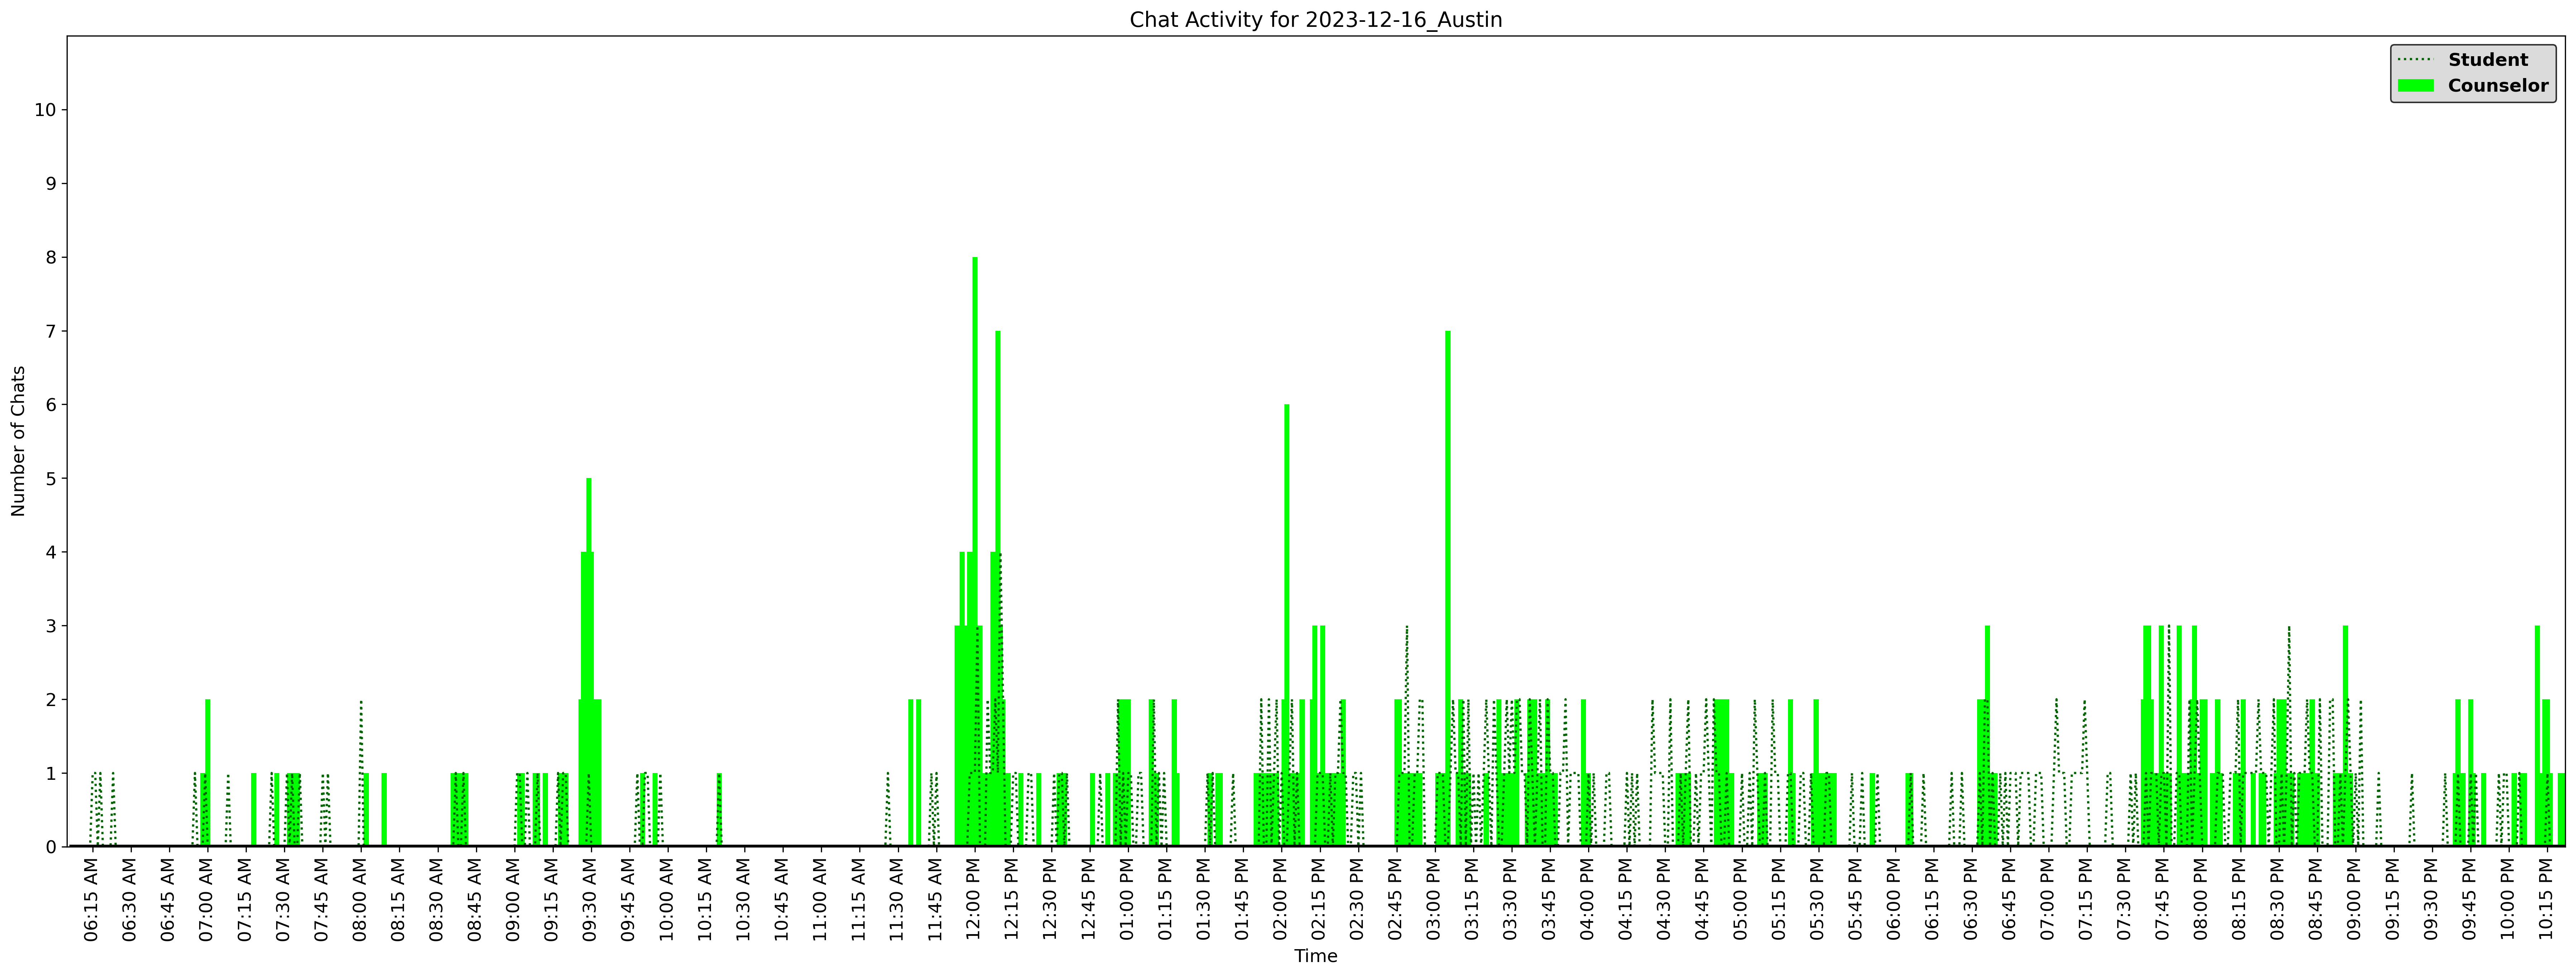 Chat Activity for 2023-12-16_Austin
Student
Counselor
Number of Chats
10
9
8
7
6
5
4
3
2
1
0
06:15 AM
06:30 AM
06:45 AM
07:00 AM
07:15 AM
07:30 AM
07:45 AM
08:00 AM
08:15 AM
08:30 AM
08:45 AM
09:00 AM
09:15 AM
09:30 AM
09:45 AM
10:00 AM
10:15 AM
10:30 AM
10:45 AM
11:00 AM
11:15 AM
11:30 AM
11:45 AM
12:00 PM
12:15 PM
12:30 PM
12:45 PM
01:00 PM
01:15 PM
01:30 PM
01:45 PM
02:00 PM
02:15 PM
02:30 PM
02:45 PM
03:00 PM
03:15 PM
03:30 PM
03:45 PM
04:00 PM
04:15 PM
04:30 PM
04:45 PM
05:00 PM
05:15 PM
05:30 PM
05:45 PM
06:00 PM
06:15 PM
06:30 PM
06:45 PM
07:00 PM
07:15 PM
07:30 PM
07:45 PM
08:00 PM
08:15 PM
08:30 PM
08:45 PM
09:00 PM
09:15 PM
09:30 PM
09:45 PM
10:00 PM
10:15 PM
Time